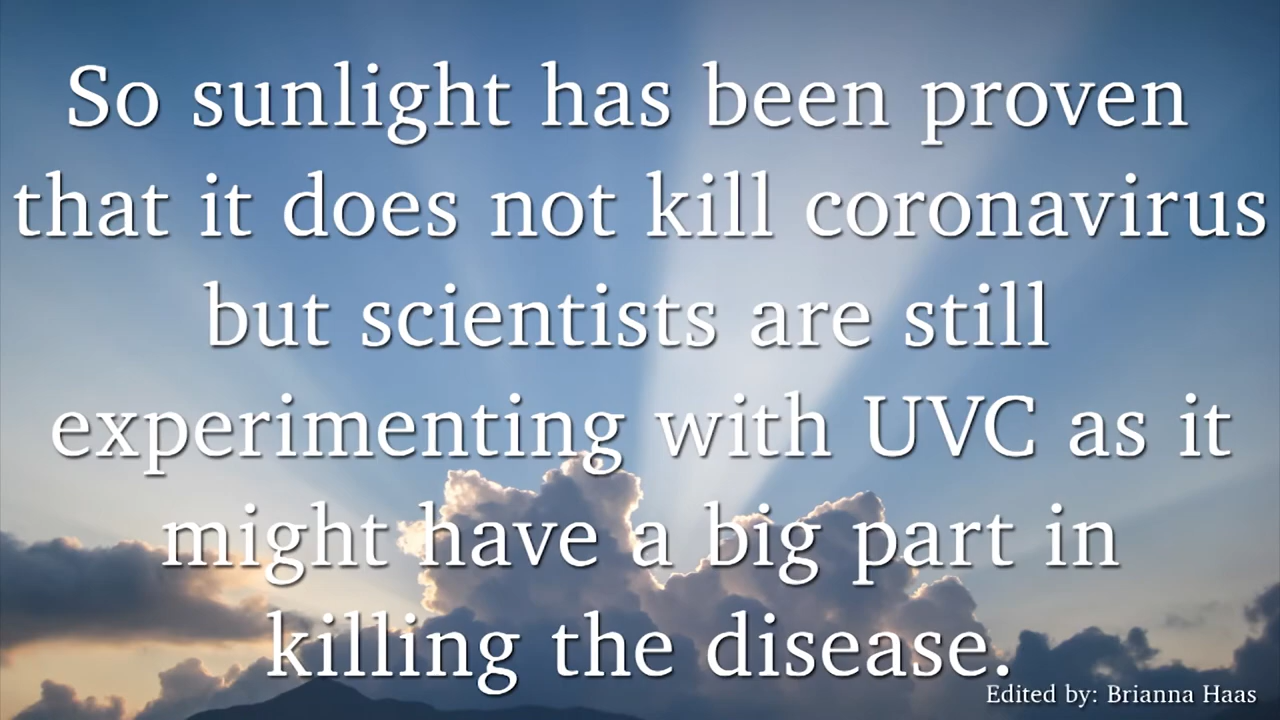 So sunlight has been proven
that it does not kill coronavirus
but scientists are still
experimenting with UVC as it
might have a big part in
killing the disease.
Edited by: Brianna Haas